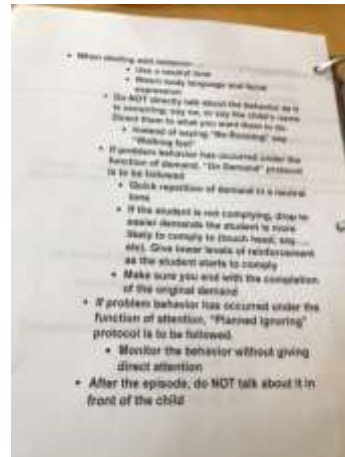 • When dealing with behavior...
• Use a neutral tone
• Watch body language and facial
expression
• Do NOT directly talk about the behavior as it
is occurring, say no, or say the child's name.
Direct them to what you want them to do.
• Instead of saying "No Running" say
"Walking feet"
• If problem behavior has occurred under the
function of demand, "On Demand" protocol
is to be followed
• Quick repetition of demand in a neutral
tone
• If the student is not complying, drop to
easier demands the student is more
likely to comply to (touch head, say
etc). Give lower levels of reinforcement
as the student starts to comply
• Make sure you end with the completion
of the original demand
• If problem behavior has occurred under the
function of attention, "Planned Ignoring"
protocol is to be followed
• Monitor the behavior without giving
direct attention
• After the episode, do NOT talk about it in
front of the child